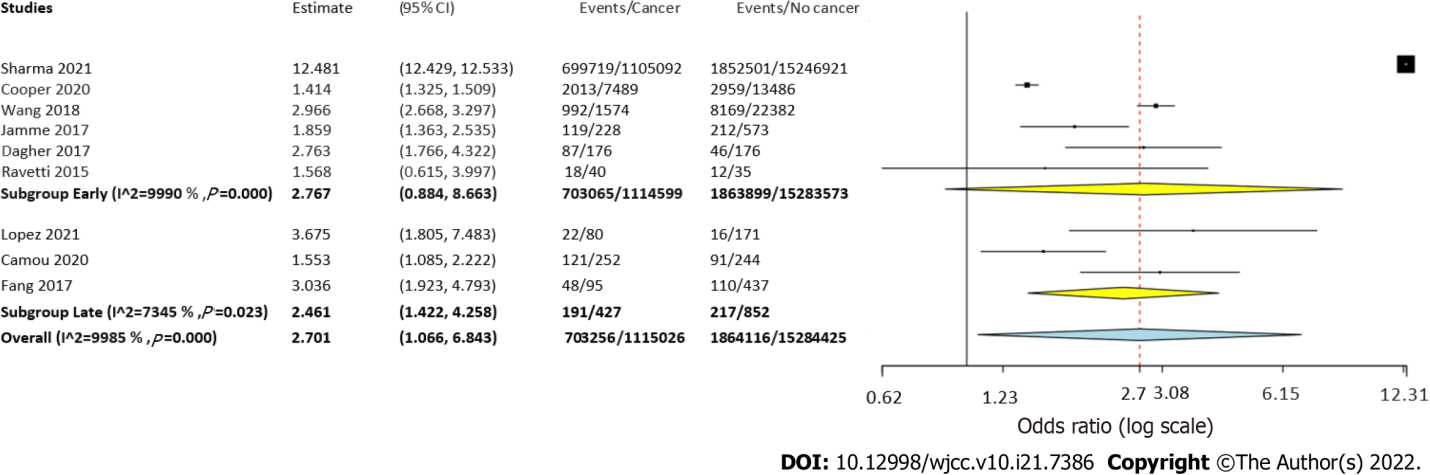 Studies Estimate (95% CI) Events/Cancer Events/No cancer
Sharma 2021 12.481 (12.429, 12.533) 699719/1105092 1852501/15246921
Cooper 2020 1.414 (1.325, 1.509) 2013/7489 2959/13486
Wang 2018 2.966 (2.668, 3.297) 992/1574 8169/22382
Jamme 2017 1.859 (1.363, 2.535) 119/228 212/573
Dagher 2017 2.763 (1.766, 4.322) 87/176 46/176
Ravetti 2015 1.568 (0.615, 3.997) 18/40 12/35
Subgroup Early (I^2=9990 % ,P=0.000) 2.767 (0.884, 8.663) 703065/1114599 1863899/15283573
Lopez 2021 3.675 (1.805, 7.483) 22/80 16/171
Camou 2020 1.553 (1.085, 2.222) 121/252 91/244
Fang 2017 3.036 (1.923, 4.793) 48/95 110/437
Subgroup Late (I^2=7345 % ,P=0.023) 2.461 (1.422, 4.258) 191/427 217/852
Overall (I^2=9985 % ,P=0.000) 2.701 (1.066, 6.843) 703256/1115026 1864116/15284425
0.62 1.23 2.7 3.08 6.15 12.31
Odds ratio (log scale)
DOI: 10.12998/wjcc.v10.i21.7386 Copyright ©The Author(s) 2022.